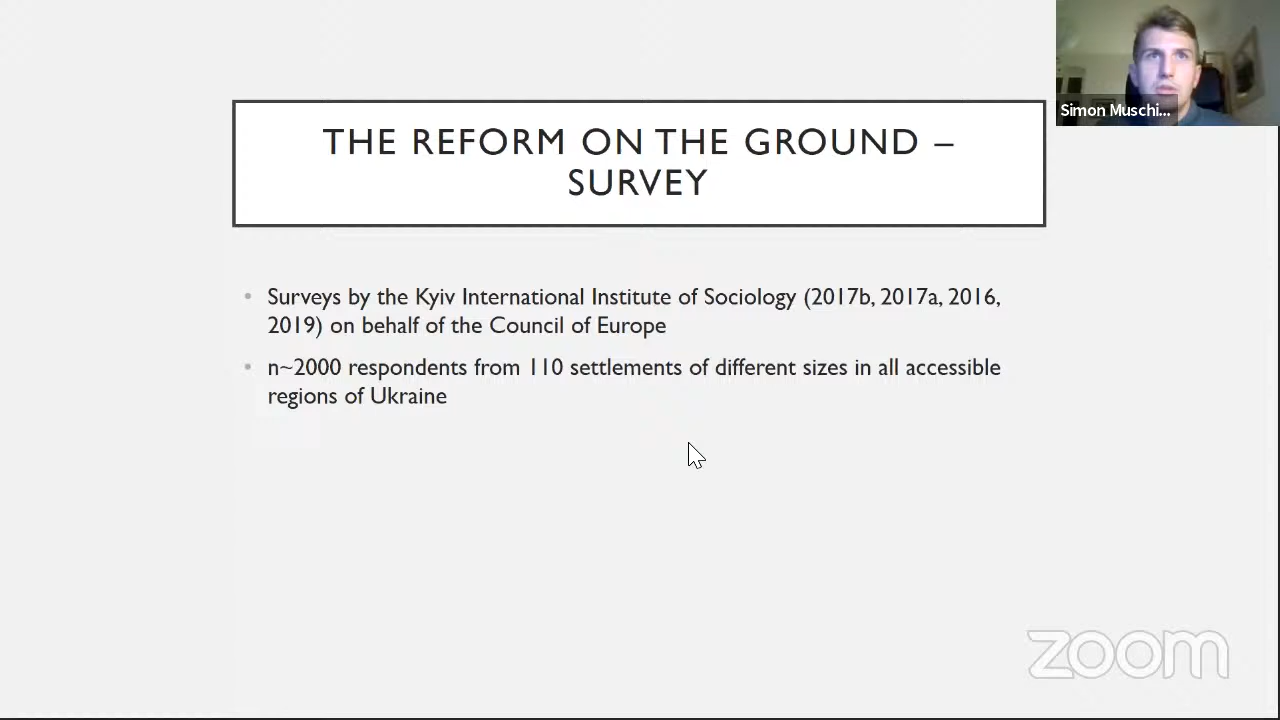 THE REFORM ON THE GROUND –
SURVEY
Simon Muschi...
• Surveys by the Kyiv International Institute of Sociology (2017b, 2017a, 2016,
2019) on behalf of the Council of Europe
• n~2000 respondents from 110 settlements of different sizes in all accessible
regions of Ukraine
zoom